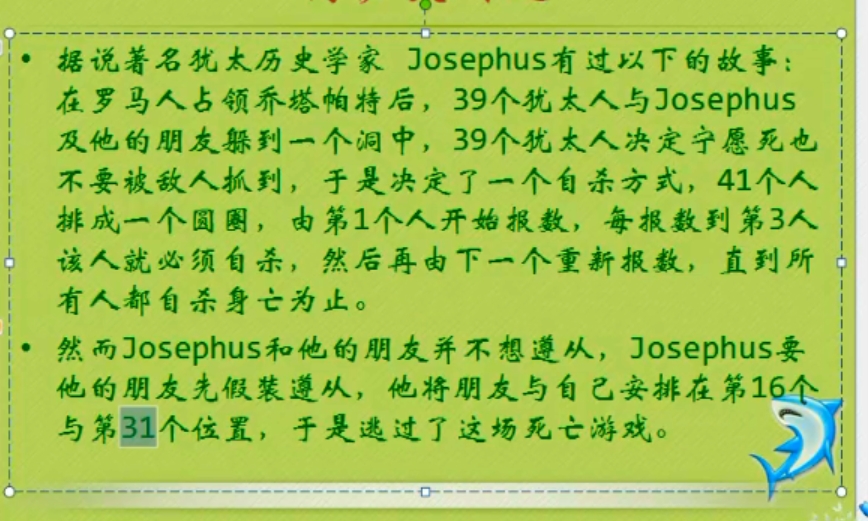 • 据说著名犹太历史学家 Josephus有过以下的故事：
在罗马人占领乔塔帕特后，39个犹太人与Josephus
及他的朋友躲到一个洞中，39个犹太人决定宁愿死也
不要被敌人抓到，于是决定了一个自杀方式，41个人
排成一个圆圈，由第1个人开始报数，每报数到第3人
该人就必须自杀，然后再由下一个重新报数，直到所
有人都自杀身亡为止。
• 然而Josephus和他的朋友并不想遵从，Josephus要
他的朋友先假装遵从，他将朋友与自己安排在第16个
与第31个位置，于是逃过了这场死亡游戏。